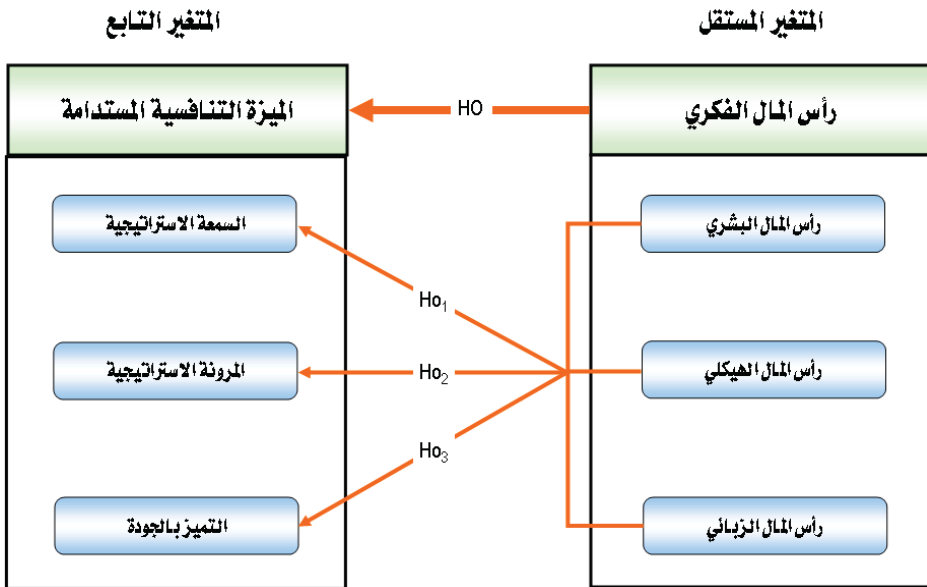 المتغير المستقل
المتغير التابع
رأس المال الفكري
HO
الميزة التنافسية المستدامة
رأس المال البشري
السمعة الاستراتيجية
Ho1
رأس المال الهيكلي
Ho2
المرونة الاستراتيجية
Ho3
رأس المال الزبائي
التميز بالجودة